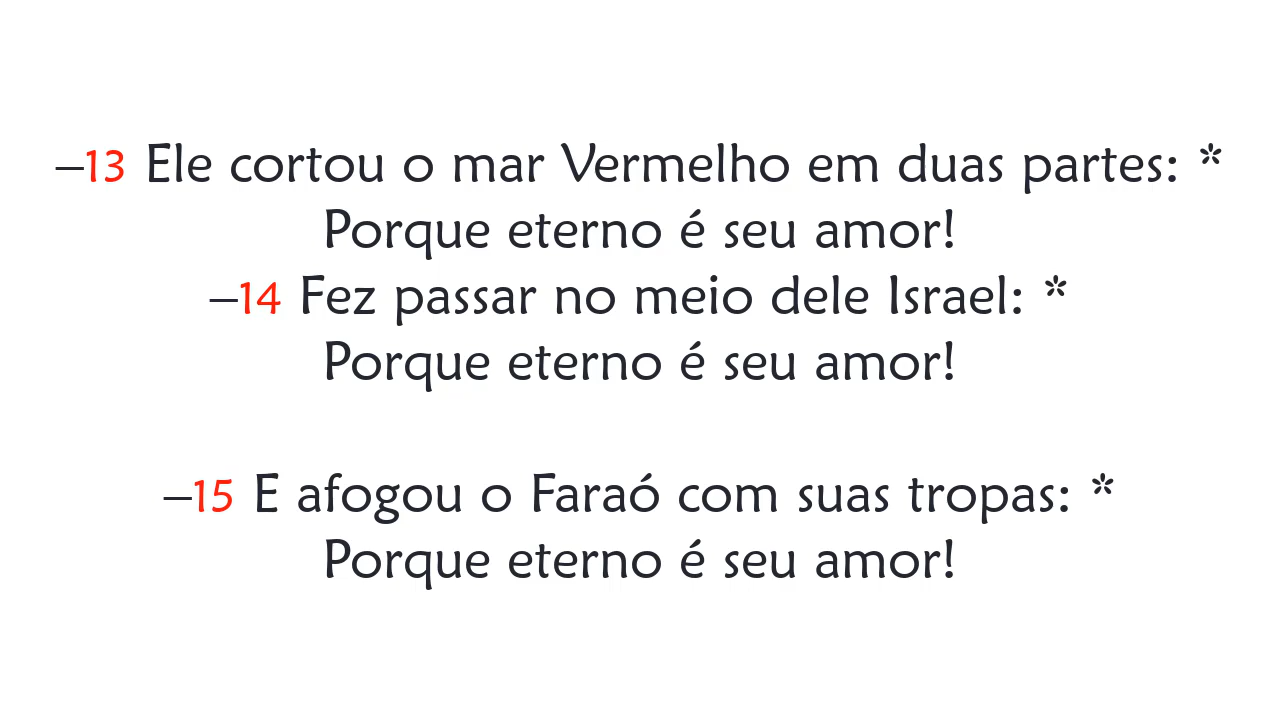 –13 Ele cortou o mar Vermelho em duas partes: *
Porque eterno é seu amor!
–14 Fez passar no meio dele Israel: *
Porque eterno é seu amor!
–15 E afogou o Faraó com suas tropas: *
Porque eterno é seu amor!